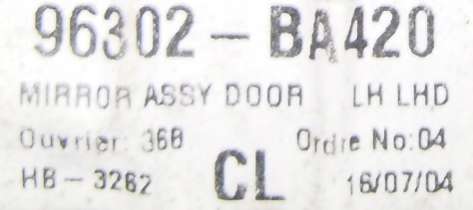 96302-BA420
MIRROR ASSY DOOR LH LHD
Ouvrier: 368 Ordre No:04
HB-3262 CL 16/07/04